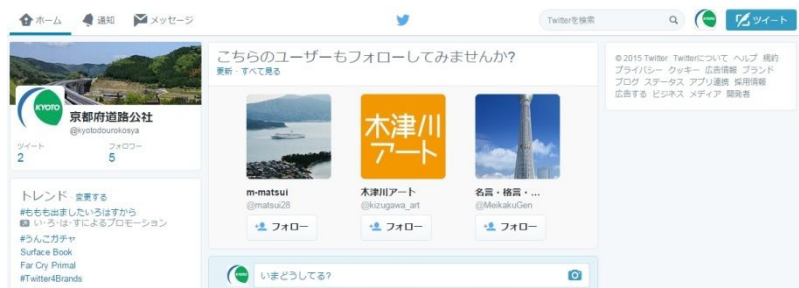 ホーム 通知 メッセージ Twitterを検索 ツイート
KYOTO
京都府道路公社
@kyotodourokosya
ツイート フォロワー
2 5
トレンド · 変更する
#ももも出ましたいろはすから
い・ろ・は・すによるプロモーション
#うんこガチャ
Surface Book
Far Cry Primal
#Twitter4Brands
こちらのユーザーもフォローしてみませんか?
更新 · すべて見る
木津川
アート
m-matsui
@matsui28
フォロー
木津川アート
@kizugawa_art
フォロー
名言・格言・...
@MeikakuGen
フォロー
いまどうしてる?
© 2015 Twitter Twitterについて ヘルプ 規約
プライバシー クッキー 広告情報 ブランド
ブログ ステータス アプリ連携 採用情報
広告する ビジネス メディア 開発者